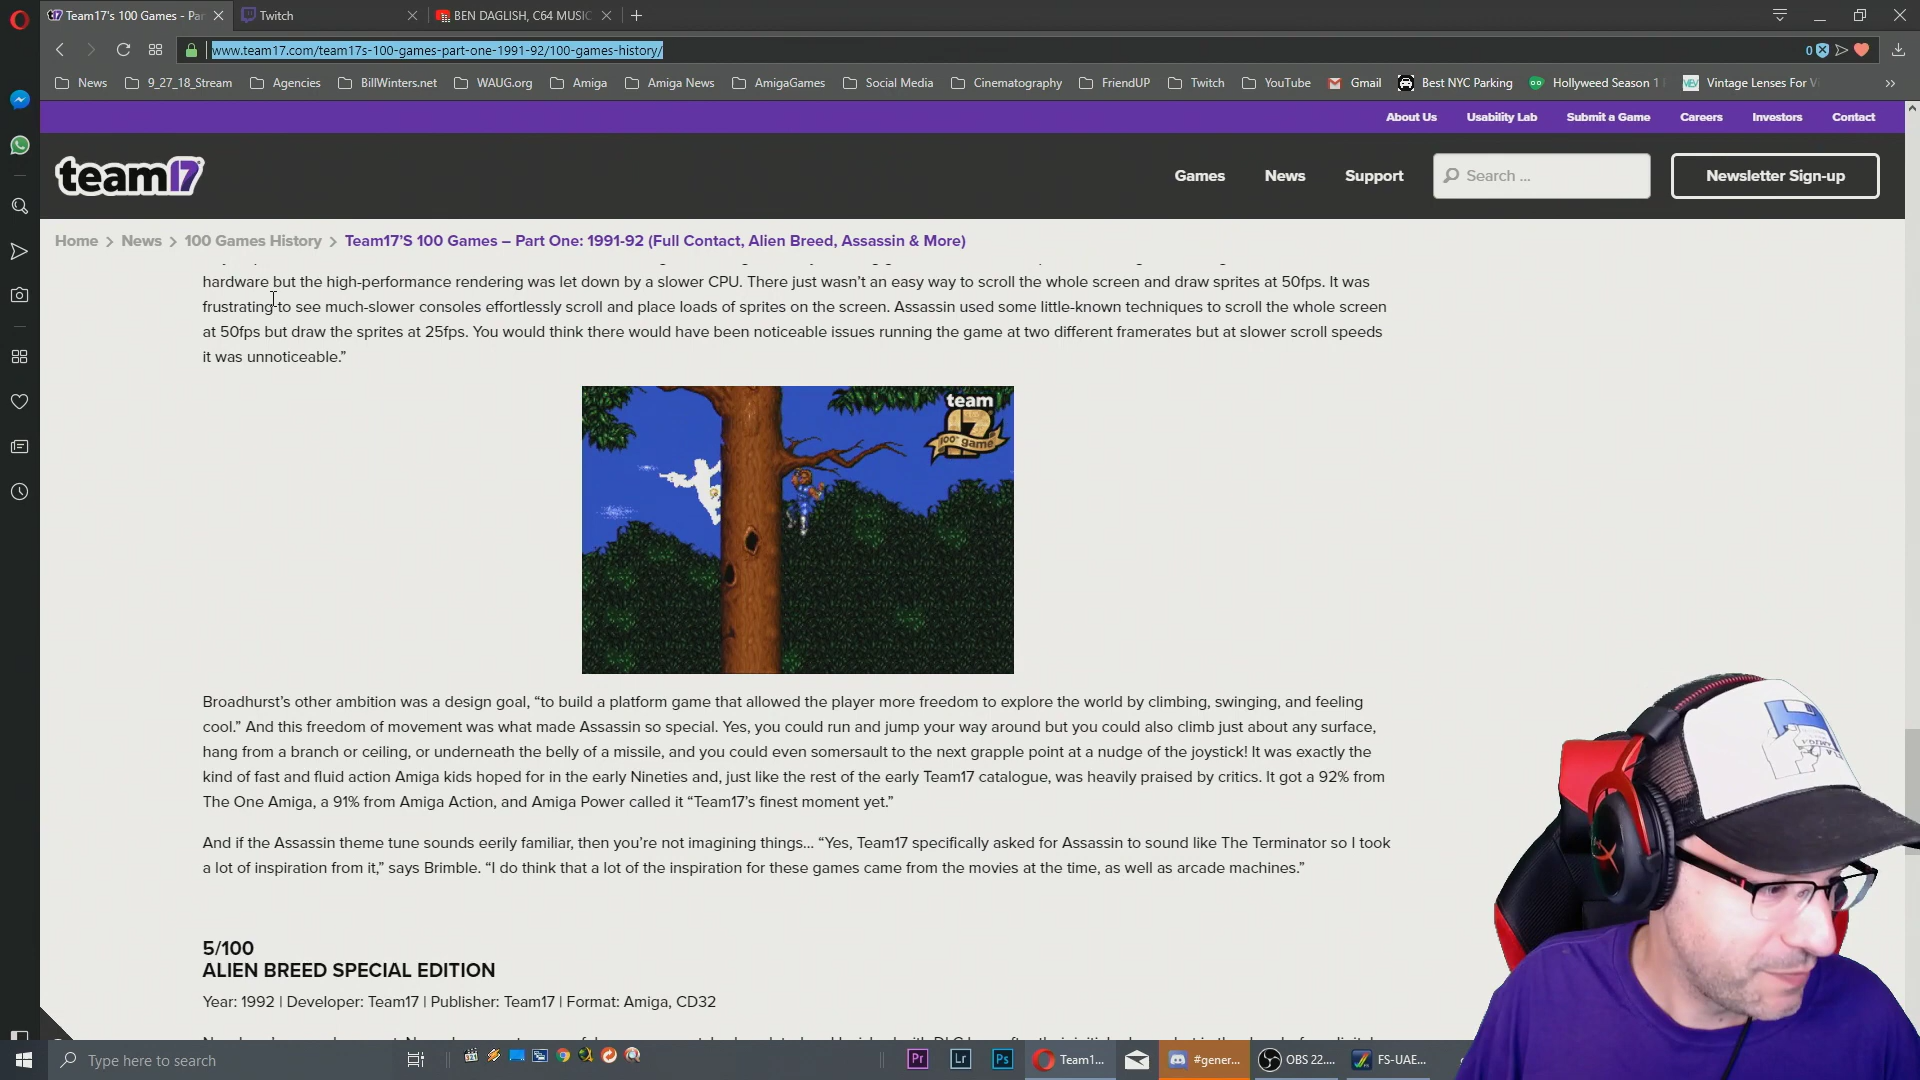 Team17's 100 Games - Par
Twitch
BEN DAGLISH, C64 MUSIC
www.team17.com/team17s-100-games-part-one-1991-92/100-games-history/
0
News
9_27_18_Stream
Agencies
BillWinters.net
WAUG.org
Amiga
Amiga News
AmigaGames
Social Media
Cinematography
FriendUP
Twitch
YouTube
Gmail
Best NYC Parking
Hollyweed Season 1
Vintage Lenses For V
About Us
Usability Lab
Submit a Game
Careers
Investors
Contact
team17
Games
News
Support
Search ...
Newsletter Sign-up
Home > News > 100 Games History > Team17'S 100 Games – Part One: 1991-92 (Full Contact, Alien Breed, Assassin & More)
hardware but the high-performance rendering was let down by a slower CPU. There just wasn't an easy way to scroll the whole screen and draw sprites at 50fps. It was
frustrating to see much-slower consoles effortlessly scroll and place loads of sprites on the screen. Assassin used some little-known techniques to scroll the whole screen
at 50fps but draw the sprites at 25fps. You would think there would have been noticeable issues running the game at two different framerates but at slower scroll speeds
it was unnoticeable.”
team
17
100th game
Broadhurst's other ambition was a design goal, “to build a platform game that allowed the player more freedom to explore the world by climbing, swinging, and feeling
cool.” And this freedom of movement was what made Assassin so special. Yes, you could run and jump your way around but you could also climb just about any surface,
hang from a branch or ceiling, or underneath the belly of a missile, and you could even somersault to the next grapple point at a nudge of the joystick! It was exactly the
kind of fast and fluid action Amiga kids hoped for in the early Nineties and, just like the rest of the early Team17 catalogue, was heavily praised by critics. It got a 92% from
The One Amiga, a 91% from Amiga Action, and Amiga Power called it “Team17's finest moment yet.”
And if the Assassin theme tune sounds eerily familiar, then you're not imagining things... “Yes, Team17 specifically asked for Assassin to sound like The Terminator so I took
a lot of inspiration from it,” says Brimble. “I do think that a lot of the inspiration for these games came from the movies at the time, as well as arcade machines.”
5/100
ALIEN BREED SPECIAL EDITION
Year: 1992 | Developer: Team17 | Publisher: Team17 | Format: Amiga, CD32
Type here to search
Pr
Lr
Ps
Team1...
#gener...
OBS 22....
FS-UAE...